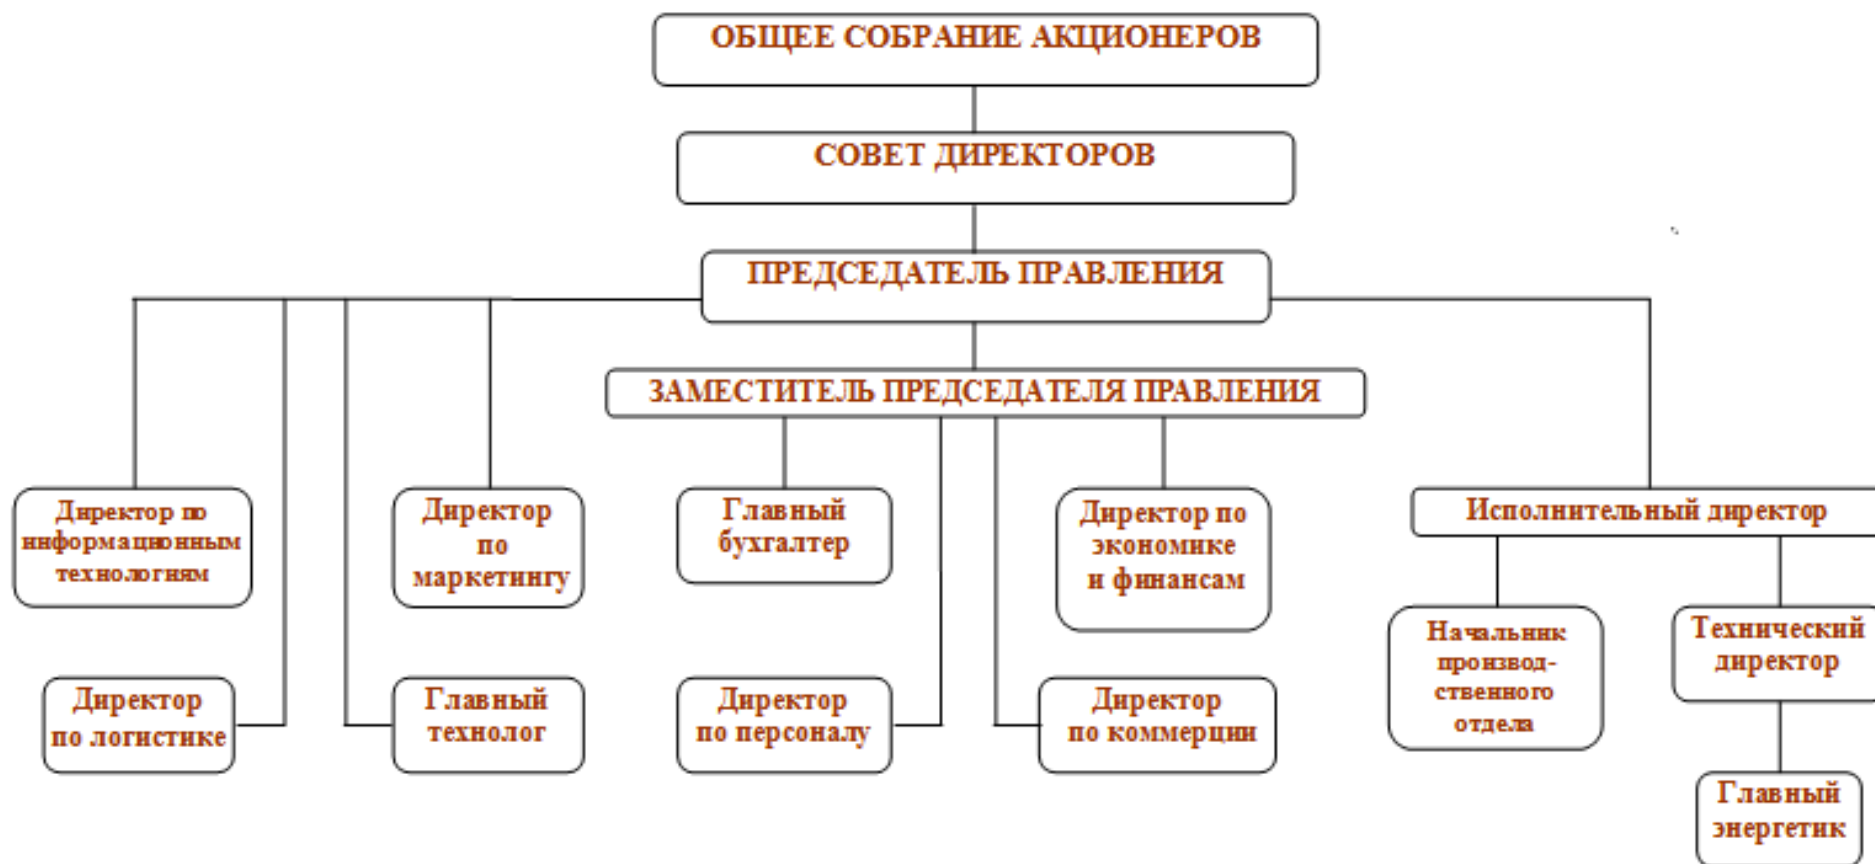 ОБЩЕЕ СОБРАНИЕ АКЦИОНЕРОВ
СОВЕТ ДИРЕКТОРОВ
ПРЕДСЕДАТЕЛЬ ПРАВЛЕНИЯ
ЗАМЕСТИТЕЛЬ ПРЕДСЕДАТЕЛЯ ПРАВЛЕНИЯ
Директор по
информационным
технологиям
Директор
по
маркетингу
Главный
бухгалтер
Директор по
экономике
и финансам
Исполнительный директор
Начальник
производ-
ственного
отдела
Технический
директор
Директор
по логистике
Главный
технолог
Директор
по персоналу
Директор
по коммерции
Главный
энергетик